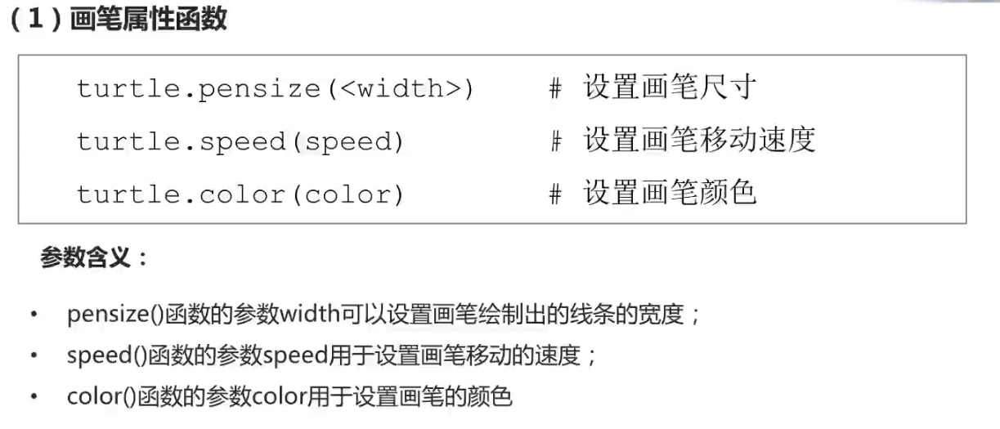 （1）画笔属性函数
turtle.pensize(<width>) # 设置画笔尺寸
turtle.speed(speed) # 设置画笔移动速度
turtle.color(color) # 设置画笔颜色
参数含义：
• pensize()函数的参数width可以设置画笔绘制出的线条的宽度；
• speed()函数的参数speed用于设置画笔移动的速度；
• color()函数的参数color用于设置画笔的颜色